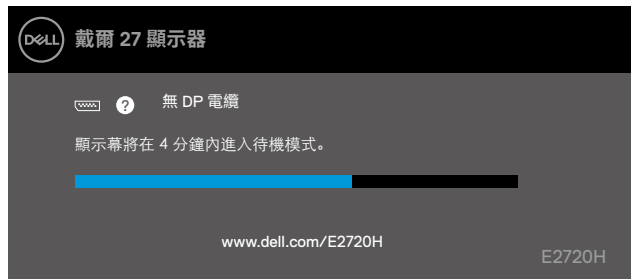 DELL 戴爾 27 顯示器
? 無 DP 電纜
顯示幕將在 4 分鐘內進入待機模式。
www.dell.com/E2720H
E2720H